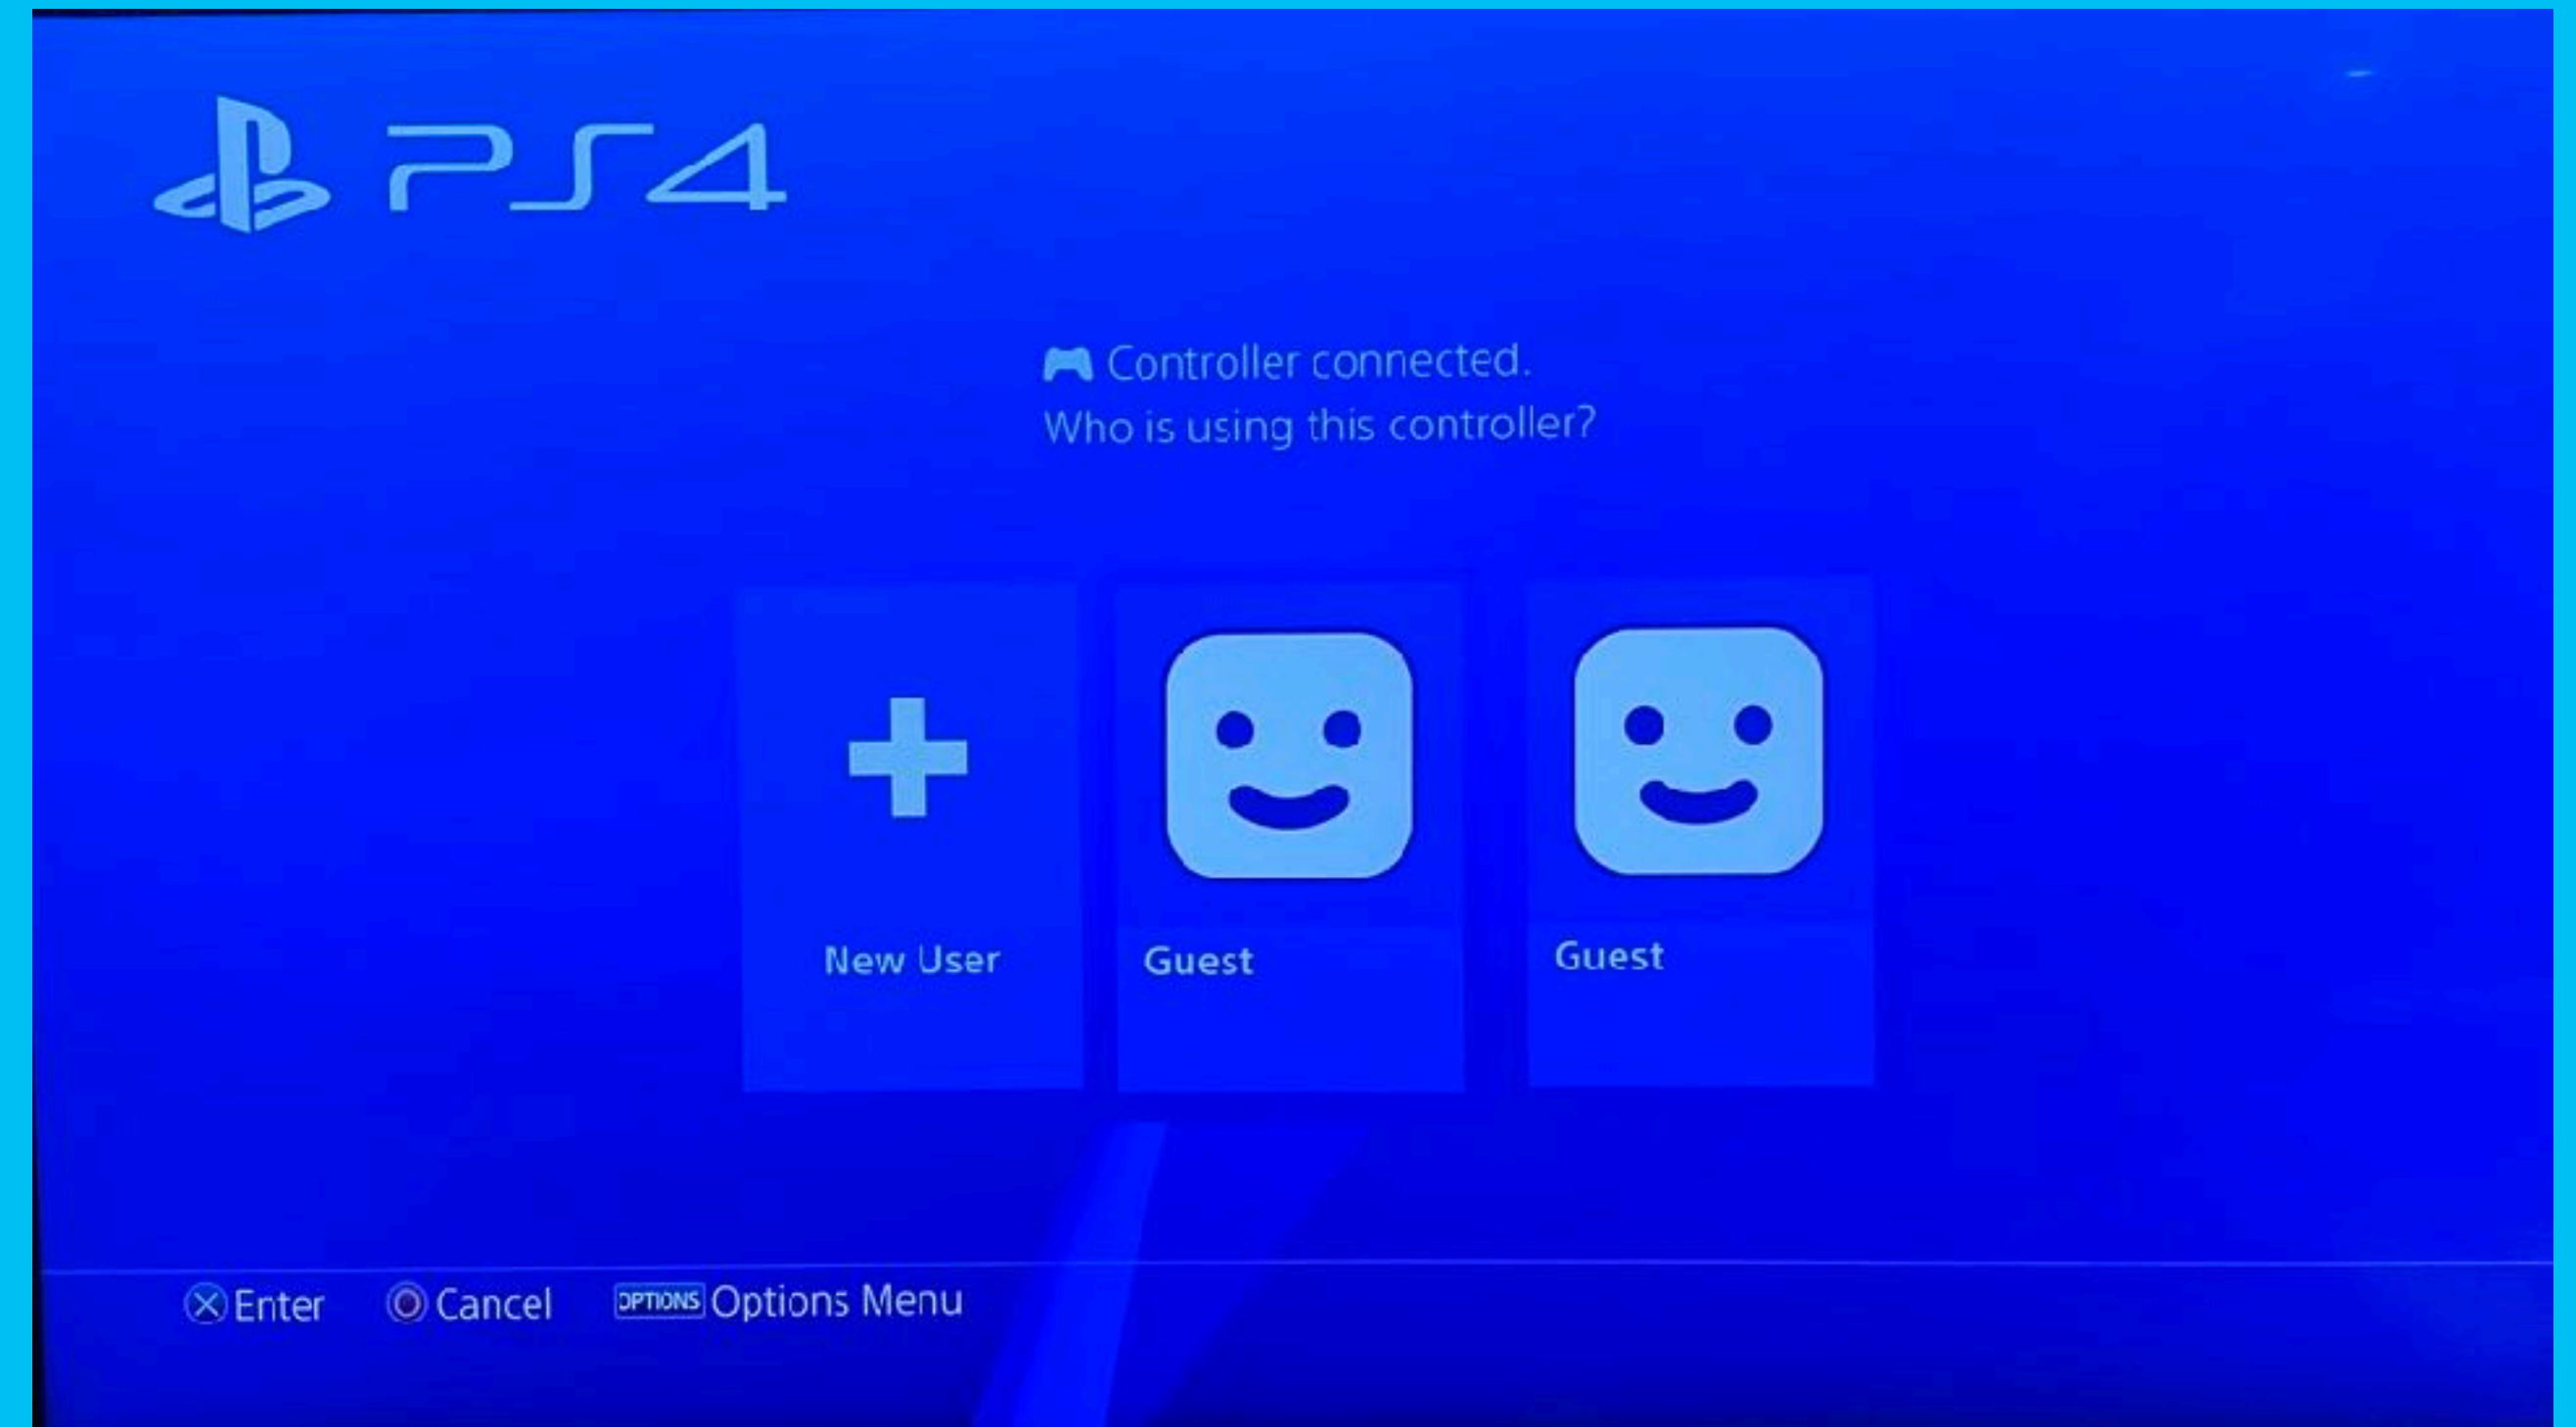 PS4
Controller connected.
Who is using this controller?
New User
Guest
Guest
Enter
Cancel
OPTIONS Options Menu